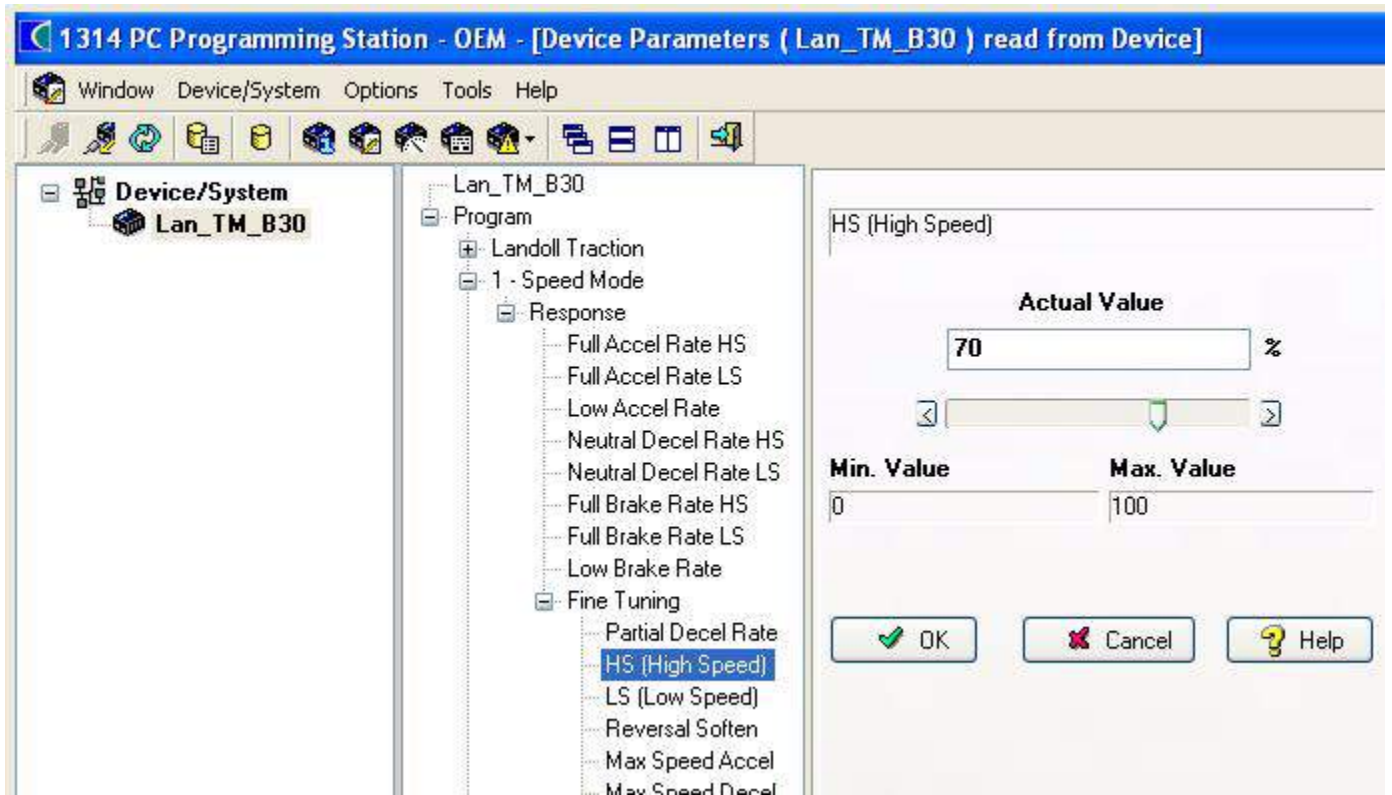 1314 PC Programming Station - OEM - [Device Parameters ( Lan_TM_B30 ) read from Device]
Window Device/System Options Tools Help
Device/System
Lan_TM_B30
Lan_TM_B30
Program
Landoll Traction
1 - Speed Mode
Response
Full Accel Rate HS
Full Accel Rate LS
Low Accel Rate
Neutral Decel Rate HS
Neutral Decel Rate LS
Full Brake Rate HS
Full Brake Rate LS
Low Brake Rate
Fine Tuning
Partial Decel Rate
HS (High Speed)
LS (Low Speed)
Reversal Soften
Max Speed Accel
Max Speed Decel
HS (High Speed)
Actual Value
70 %
Min. Value Max. Value
0 100
OK Cancel Help